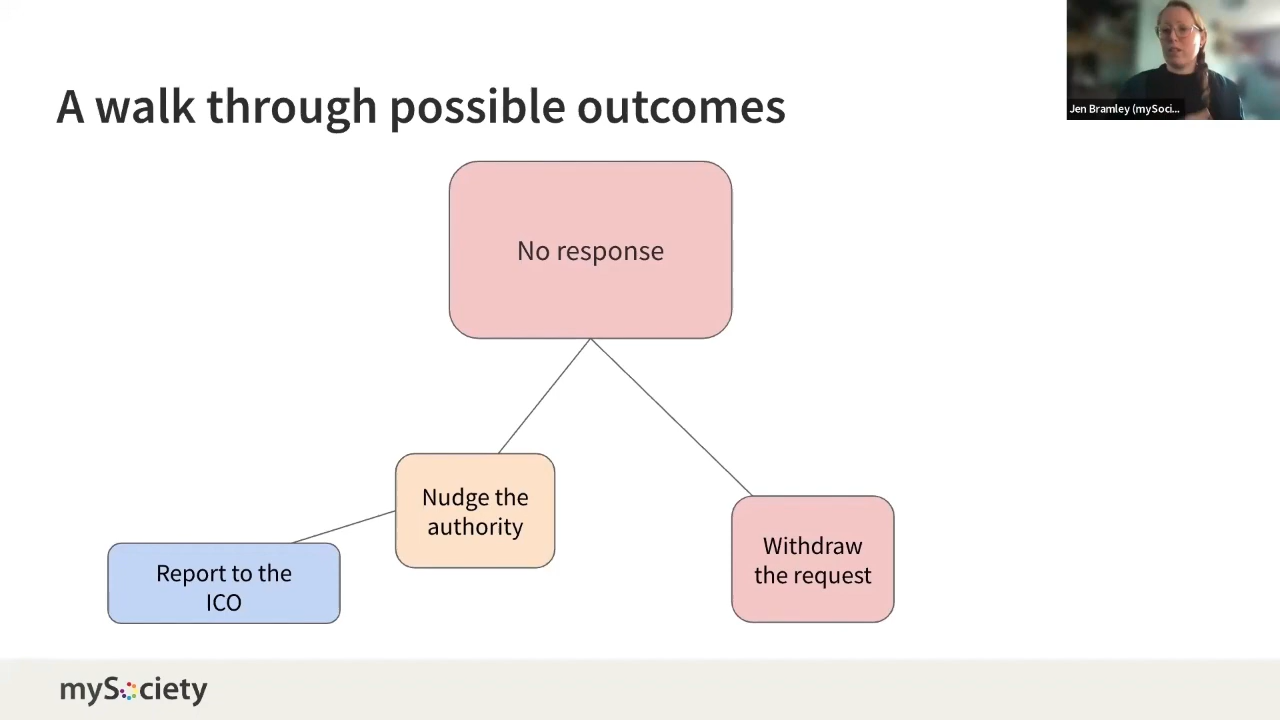 A walk through possible outcomes
Jen Bramley (mySoci...
No response
Nudge the
authority
Withdraw
the request
Report to the
ICO
mySociety